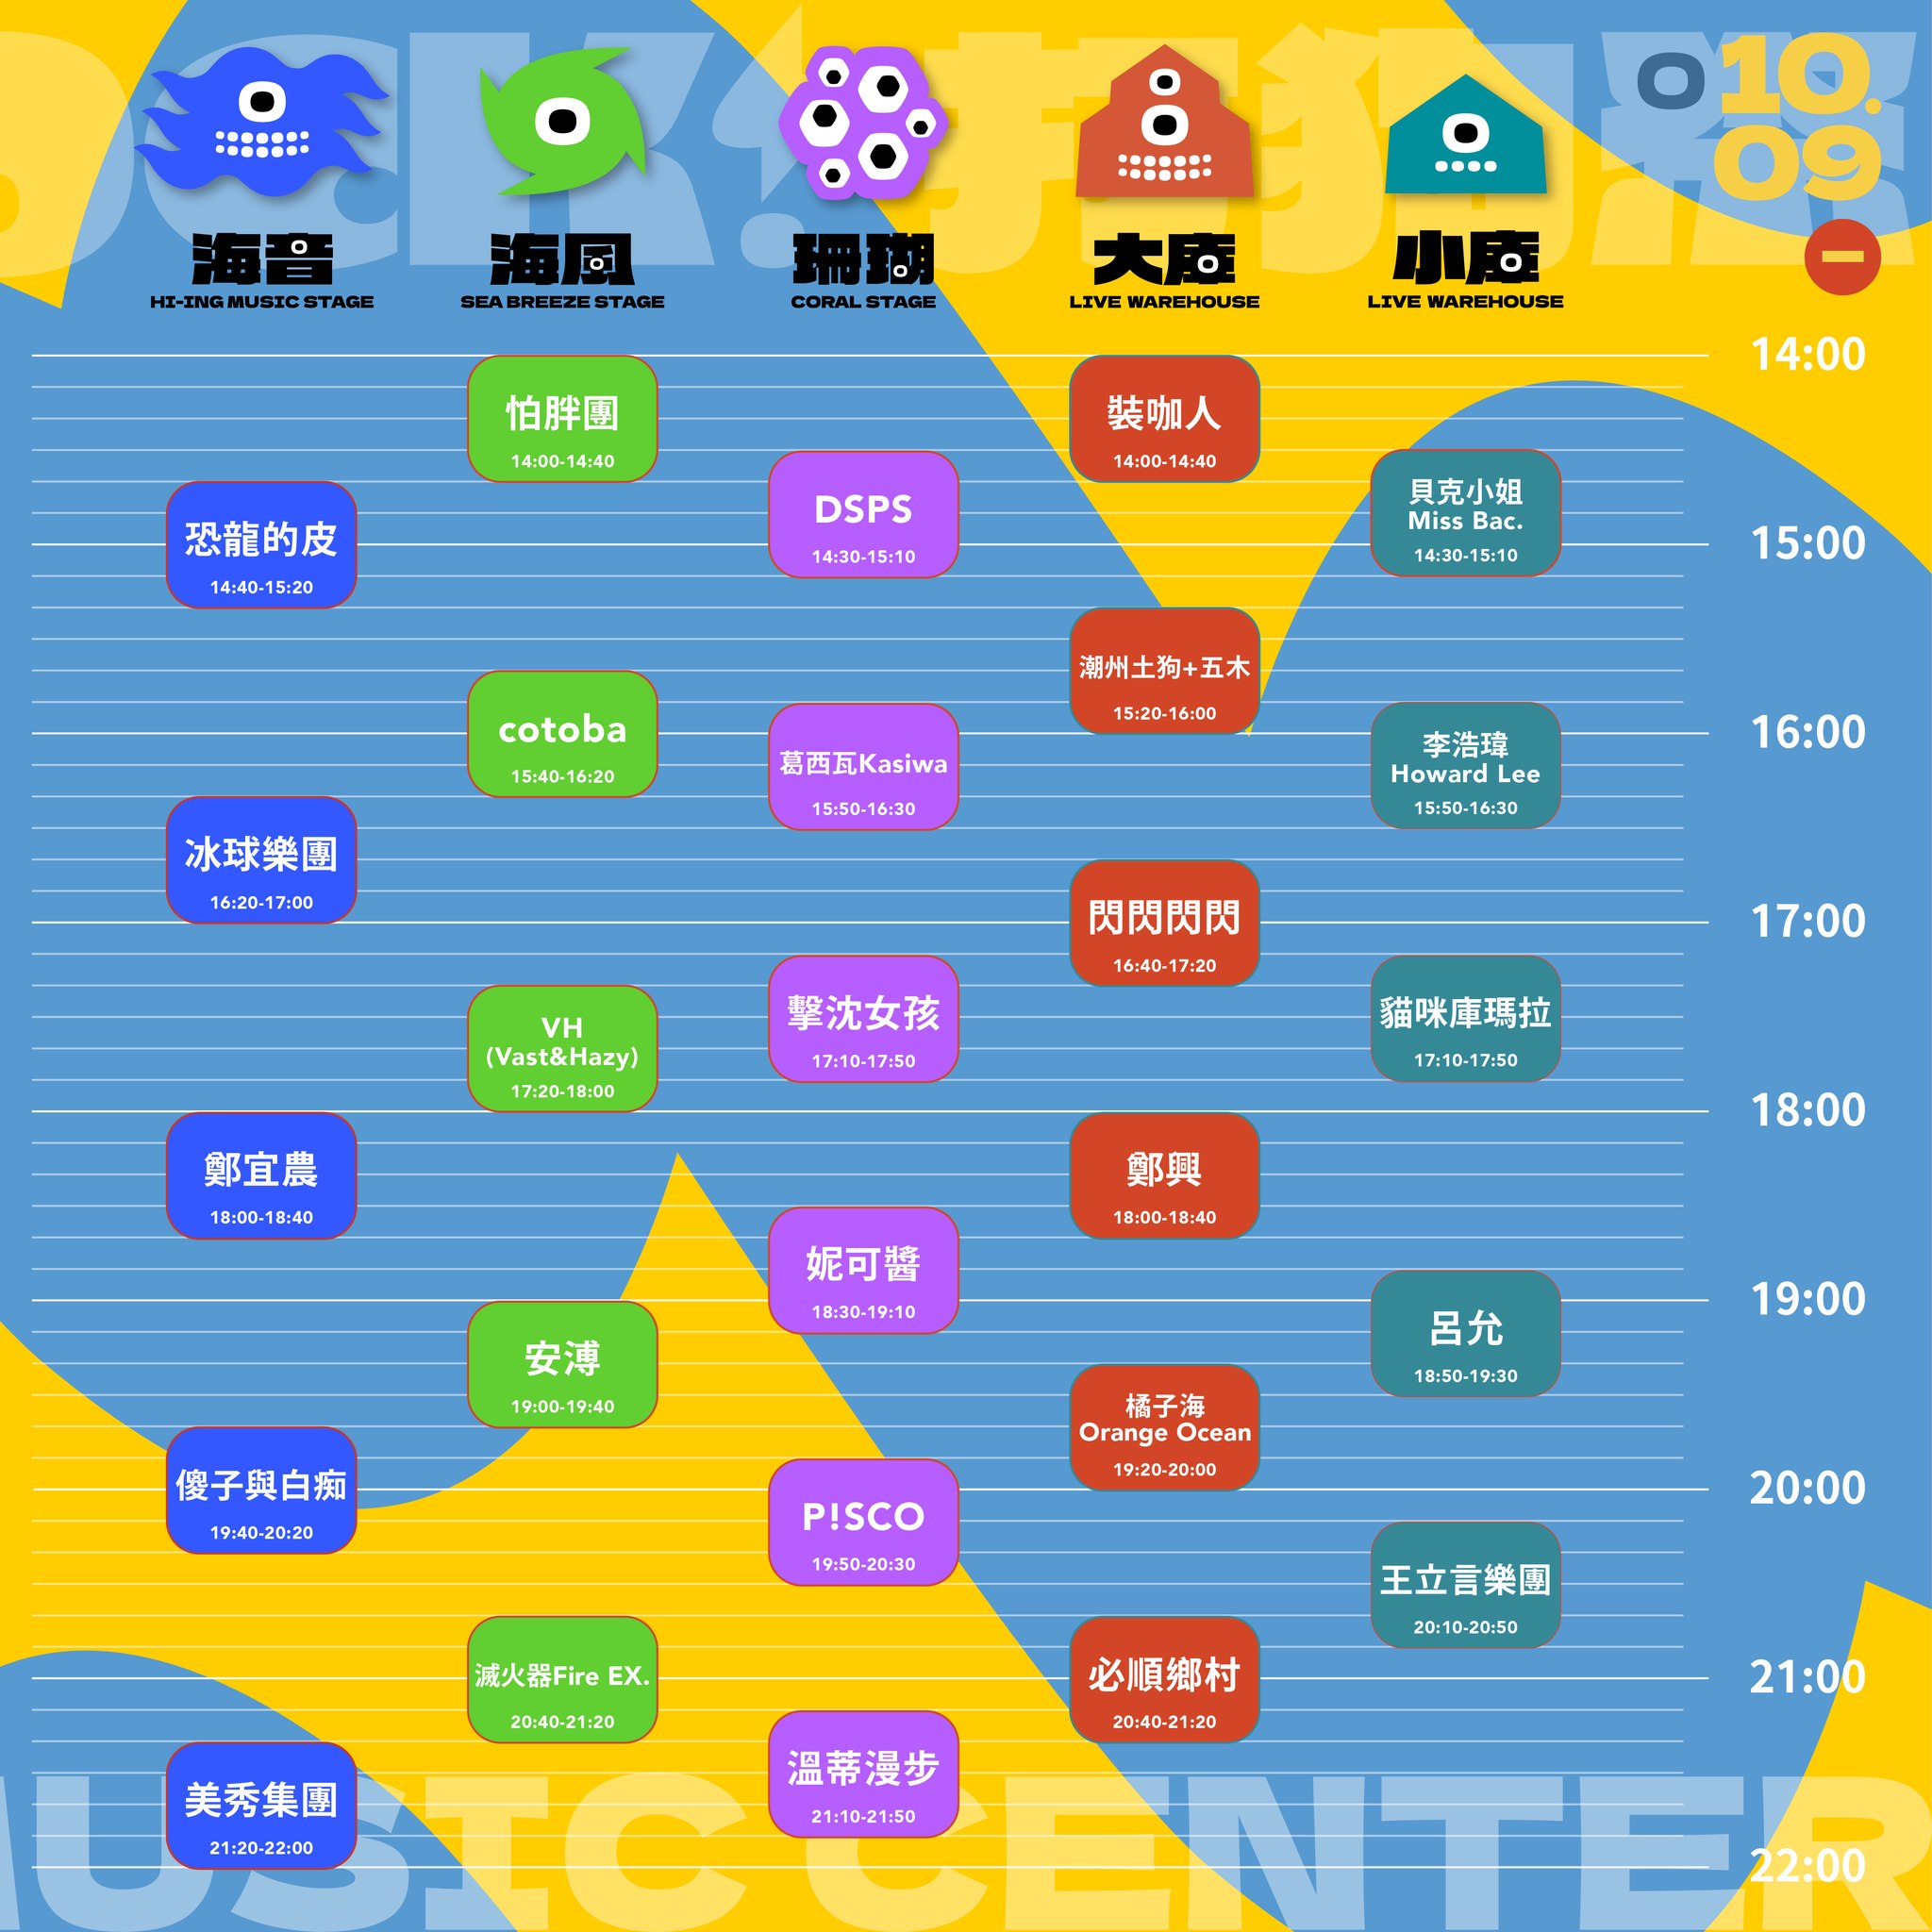 10.
09
一
海音
HI-ING MUSIC STAGE
海風
SEA BREEZE STAGE
珊瑚
CORAL STAGE
大庫
LIVE WAREHOUSE
小庫
LIVE WAREHOUSE
14:00
15:00
16:00
17:00
18:00
19:00
20:00
21:00
22:00
恐龍的皮
14:40-15:20
冰球樂團
16:20-17:00
鄭宜農
18:00-18:40
傻子與白痴
19:40-20:20
美秀集團
21:20-22:00
怕胖團
14:00-14:40
cotoba
15:40-16:20
VH
(Vast&Hazy)
17:20-18:00
安溥
19:00-19:40
滅火器Fire EX.
20:40-21:20
DSPS
14:30-15:10
葛西瓦Kasiwa
15:50-16:30
擊沈女孩
17:10-17:50
妮可醬
18:30-19:10
P!SCO
19:50-20:30
溫蒂漫步
21:10-21:50
裝咖人
14:00-14:40
潮州土狗+五木
15:20-16:00
閃閃閃閃
16:40-17:20
鄭興
18:00-18:40
橘子海
Orange Ocean
19:20-20:00
必順鄉村
20:40-21:20
貝克小姐
Miss Bac.
14:30-15:10
李浩瑋
Howard Lee
15:50-16:30
貓咪庫瑪拉
17:10-17:50
呂允
18:50-19:30
王立言樂團
20:10-20:50
MUSIC CENTER